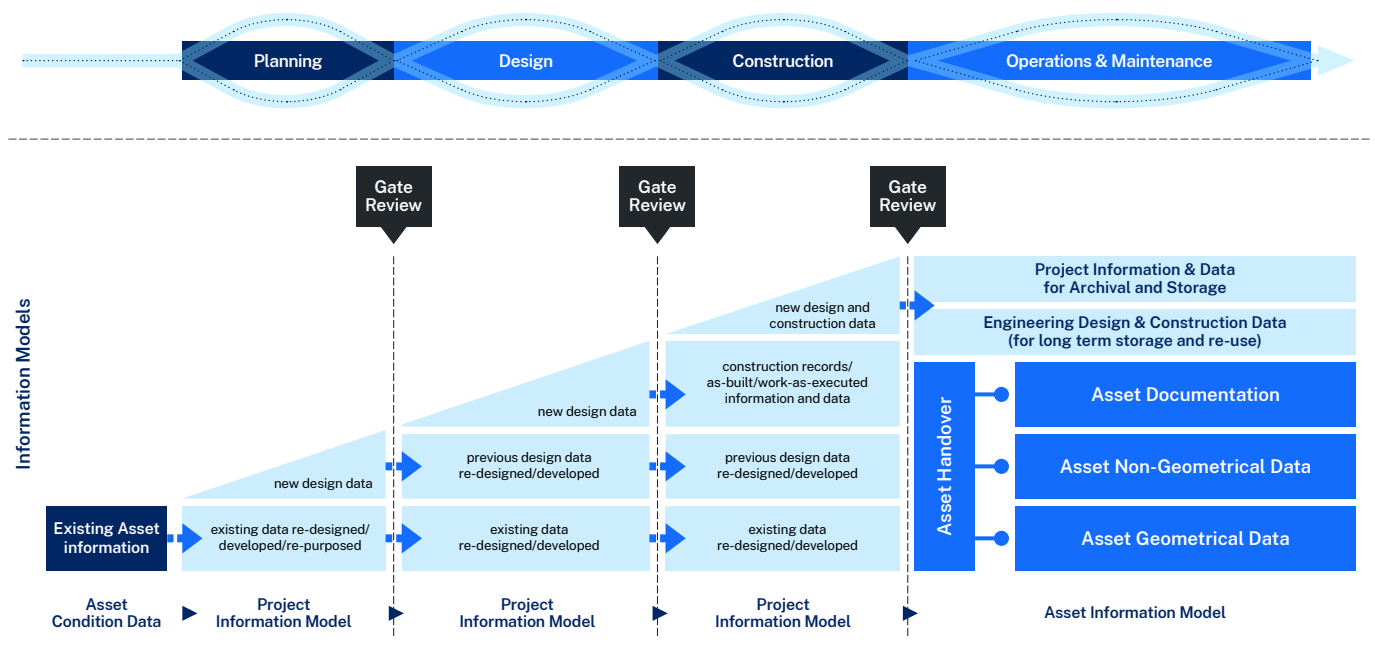 Planning
Design
Construction
Operations & Maintenance
Gate
Review
Gate
Review
Gate
Review
Information Models
Project Information & Data
for Archival and Storage
new design and
construction data
Engineering Design & Construction Data
(for long term storage and re-use)
construction records/
as-built/work-as-executed
information and data
new design data
Asset Handover
Asset Documentation
new design data
previous design data
re-designed/developed
previous design data
re-designed/developed
Asset Non-Geometrical Data
Existing Asset
information
existing data re-designed/
developed/re-purposed
existing data
re-designed/developed
existing data
re-designed/developed
Asset Geometrical Data
Asset
Condition Data
Project
Information Model
Project
Information Model
Project
Information Model
Asset Information Model